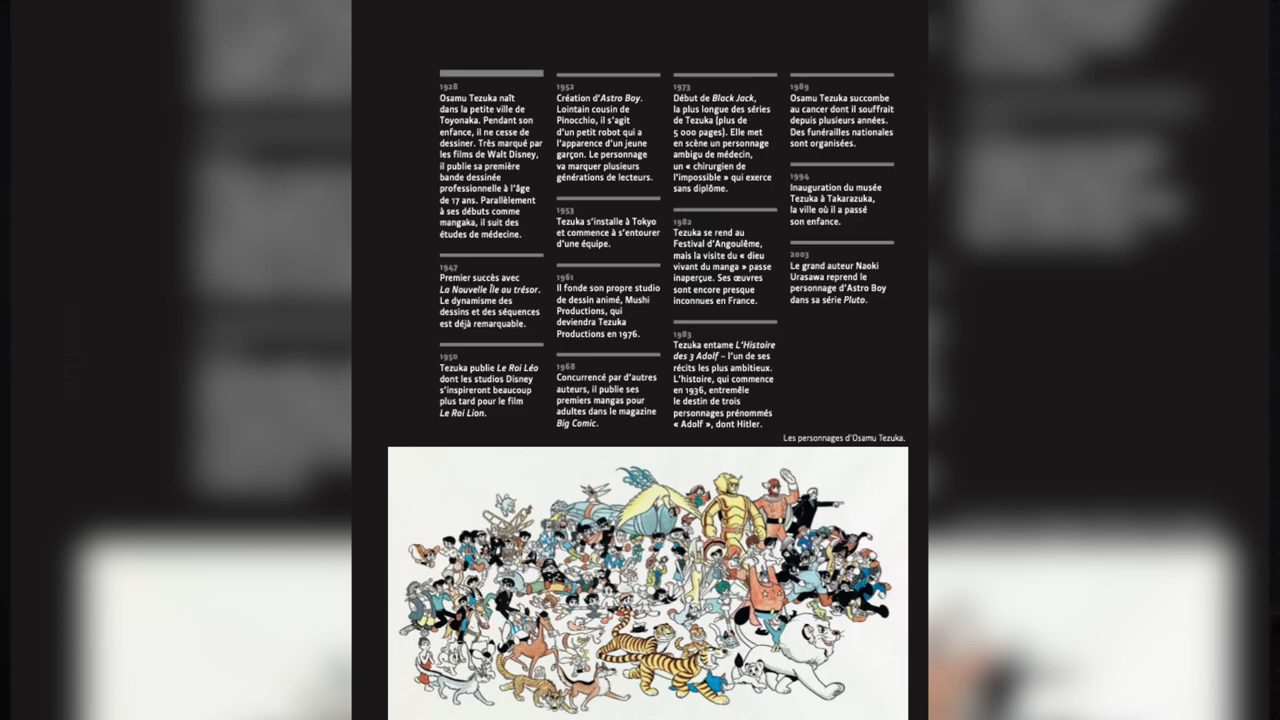 1928
Osamu Tezuka naît
dans la petite ville de
Toyonaka. Pendant son
enfance, il ne cesse de
dessiner. Très marqué par
les films de Walt Disney,
il publie sa première
bande dessinée
professionnelle à l'âge
de 17 ans. Parallèlement
à ses débuts comme
mangaka, il suit des
études de médecine.
1947
Premier succès avec
La Nouvelle Île au trésor.
Le dynamisme des
dessins et des séquences
est déjà remarquable.
1950
Tezuka publie Le Roi Léo
dont les studios Disney
s'inspireront beaucoup
plus tard pour le film
Le Roi Lion.
1952
Création d'Astro Boy.
Lointain cousin de
Pinocchio, il s'agit
d'un petit robot qui a
l'apparence d'un jeune
garçon. Le personnage
va marquer plusieurs
générations de lecteurs.
1953
Tezuka s'installe à Tokyo
et commence à s'entourer
d'une équipe.
1961
Il fonde son propre studio
de dessin animé, Mushi
Productions, qui
deviendra Tezuka
Productions en 1976.
1968
Concurrencé par d'autres
auteurs, il publie ses
premiers mangas pour
adultes dans le magazine
Big Comic.
1973
Début de Black Jack,
la plus longue des séries
de Tezuka (plus de
5 000 pages). Elle met
en scène un personnage
ambigu de médecin,
un « chirurgien de
l'impossible » qui exerce
sans diplôme.
1982
Tezuka se rend au
Festival d'Angoulême,
mais la visite du « dieu
vivant du manga » passe
inaperçue. Ses œuvres
sont encore presque
inconnues en France.
1983
Tezuka entame L'Histoire
des 3 Adolf – l'un de ses
récits les plus ambitieux.
L'histoire, qui commence
en 1936, entremêle
le destin de trois
personnages prénommés
« Adolf », dont Hitler.
1989
Osamu Tezuka succombe
au cancer dont il souffrait
depuis plusieurs années.
Des funérailles nationales
sont organisées.
1994
Inauguration du musée
Tezuka à Takarazuka,
la ville où il a passé
son enfance.
2003
Le grand auteur Naoki
Urasawa reprend le
personnage d'Astro Boy
dans sa série Pluto.
Les personnages d'Osamu Tezuka.